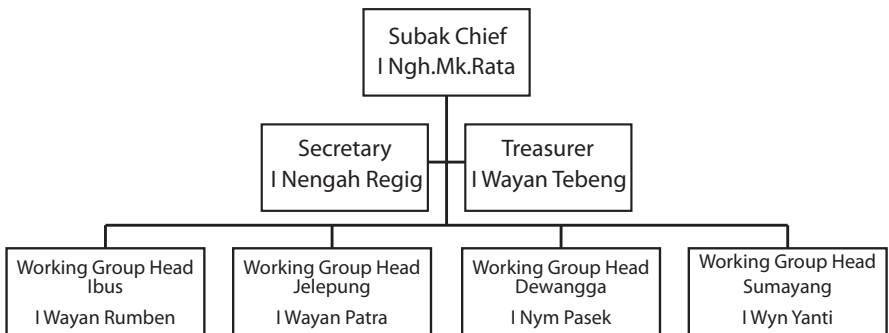 Subak Chief
I Ngh.Mk.Rata
Secretary
I Nengah Regig
Treasurer
I Wayan Tebeng
Working Group Head
Ibus
I Wayan Rumben
Working Group Head
Jelepung
I Wayan Patra
Working Group Head
Dewangga
I Nym Pasek
Working Group Head
Sumayang
I Wyn Yanti